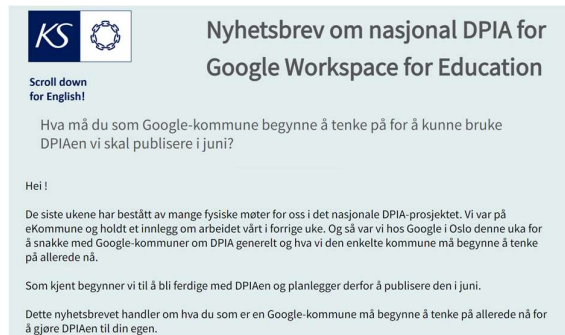 KS
Nyhetsbrev om nasjonal DPIA for
Google Workspace for Education
Scroll down
for English!
Hva må du som Google-kommune begynne å tenke på for å kunne bruke
DPIAen vi skal publisere i juni?
Hei !
De siste ukene har bestått av mange fysiske møter for oss i det nasjonale DPIA-prosjektet. Vi var på
eKommune og holdt et innlegg om arbeidet vårt i forrige uke. Og så var vi hos Google i Oslo denne uka for
å snakke med Google-kommuner om DPIA generelt og hva vi den enkelte kommune må begynne å tenke
på allerede nå.
Som kjent begynner vi til å bli ferdige med DPIAen og planlegger derfor å publisere den i juni.
Dette nyhetsbrevet handler om hva du som er en Google-kommune må begynne å tenke på allerede nå for
å gjøre DPIAen til din egen.